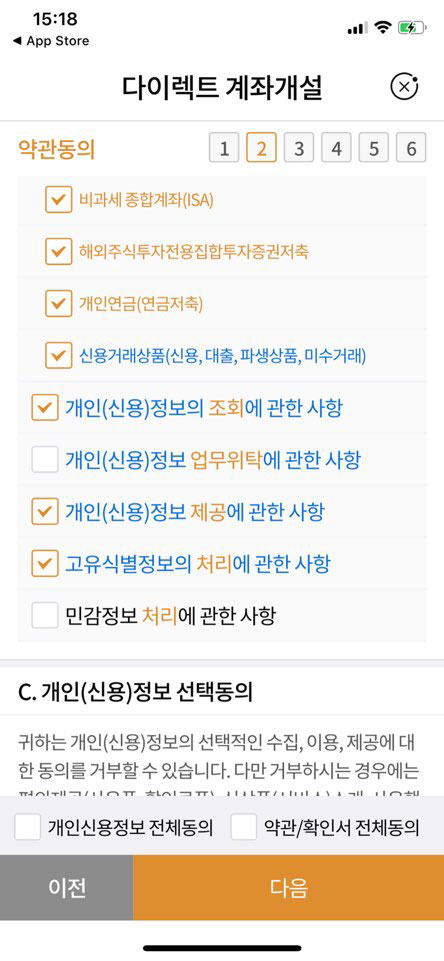 15:18
◀ App Store
다이렉트 계좌개설
약관동의 1 2 3 4 5 6
비과세 종합계좌(ISA)
해외주식투자전용집합투자증권저축
개인연금(연금저축)
신용거래상품(신용, 대출, 파생상품, 미수거래)
개인(신용)정보의 조회에 관한 사항
개인(신용)정보 업무위탁에 관한 사항
개인(신용)정보 제공에 관한 사항
고유식별정보의 처리에 관한 사항
민감정보 처리에 관한 사항
C. 개인(신용)정보 선택동의
귀하는 개인(신용)정보의 선택적인 수집, 이용, 제공에 대
한 동의를 거부할 수 있습니다. 다만 거부하시는 경우에는
개인신용정보 전체동의 약관/확인서 전체동의
이전 다음